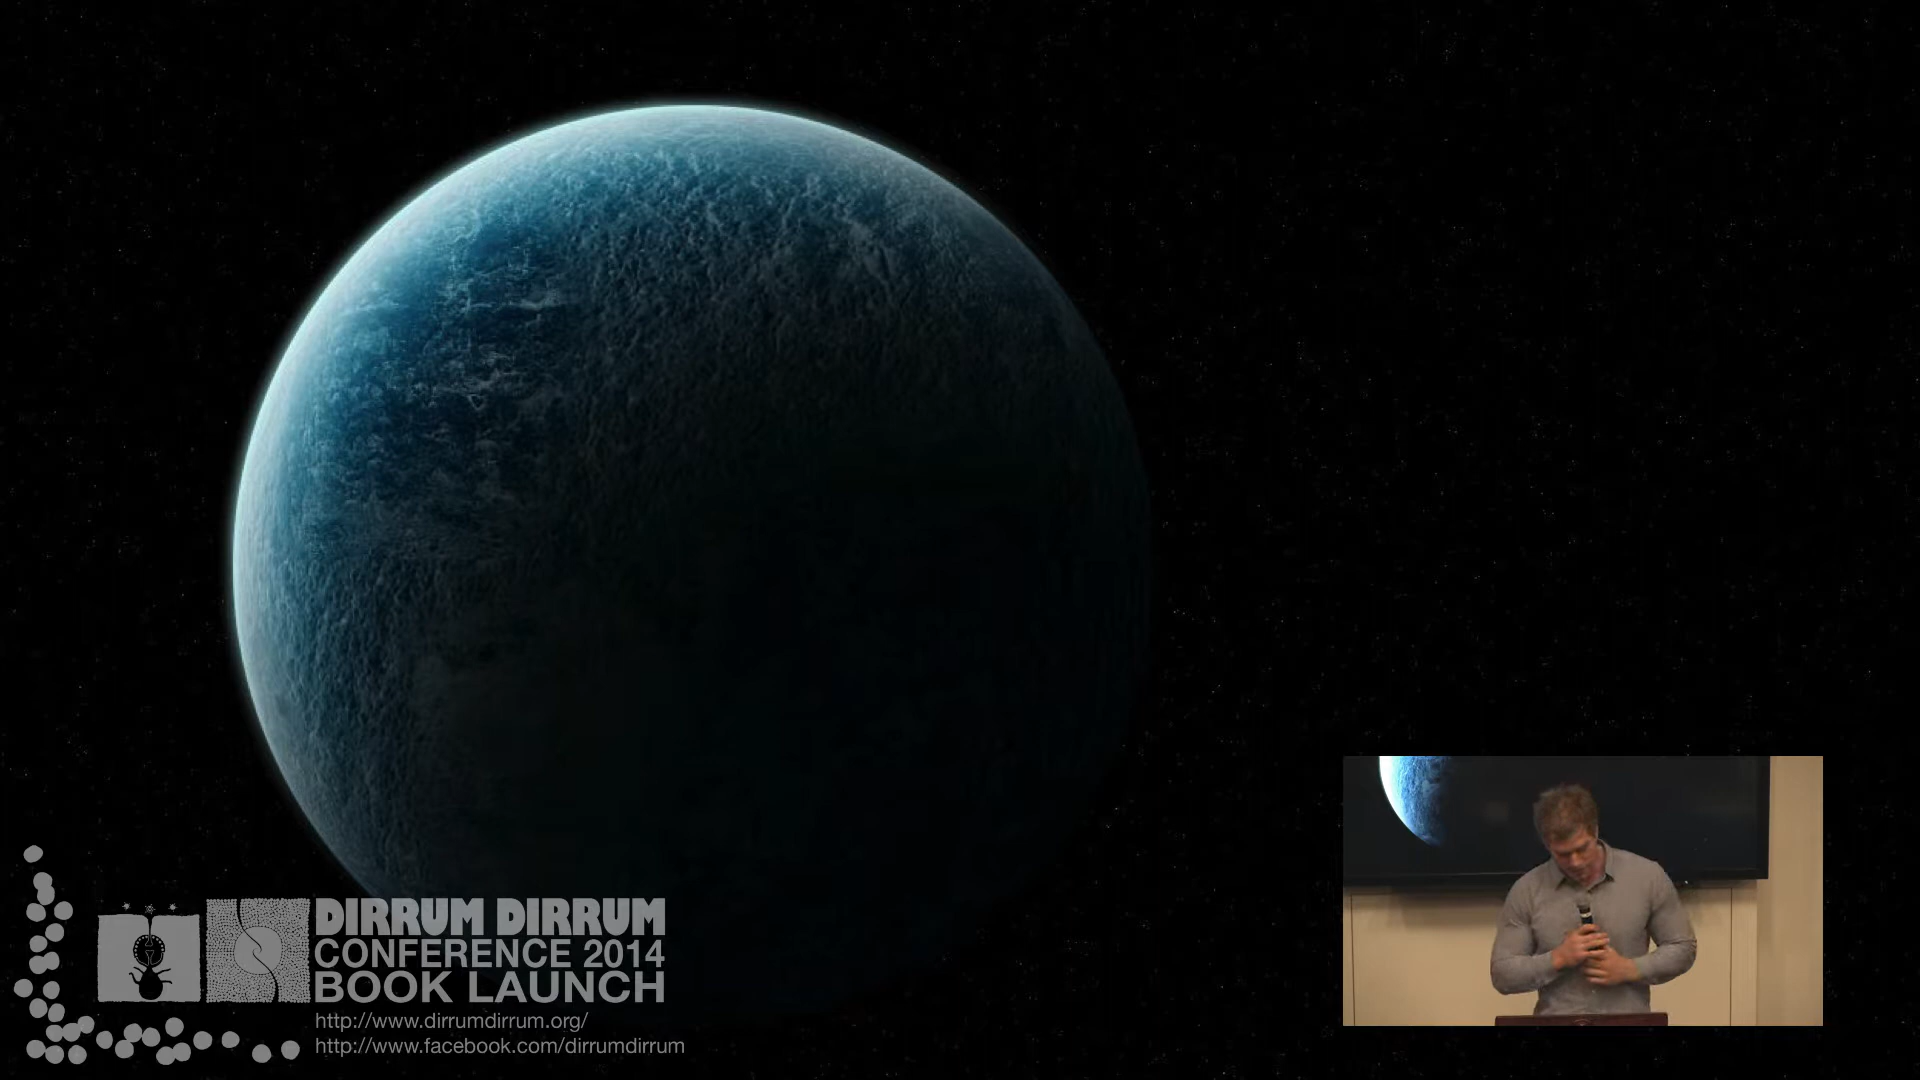 DIRRUM DIRRUM
CONFERENCE 2014
BOOK LAUNCH
http://www.dirrumdirrum.org/
http://www.facebook.com/dirrumdirrum